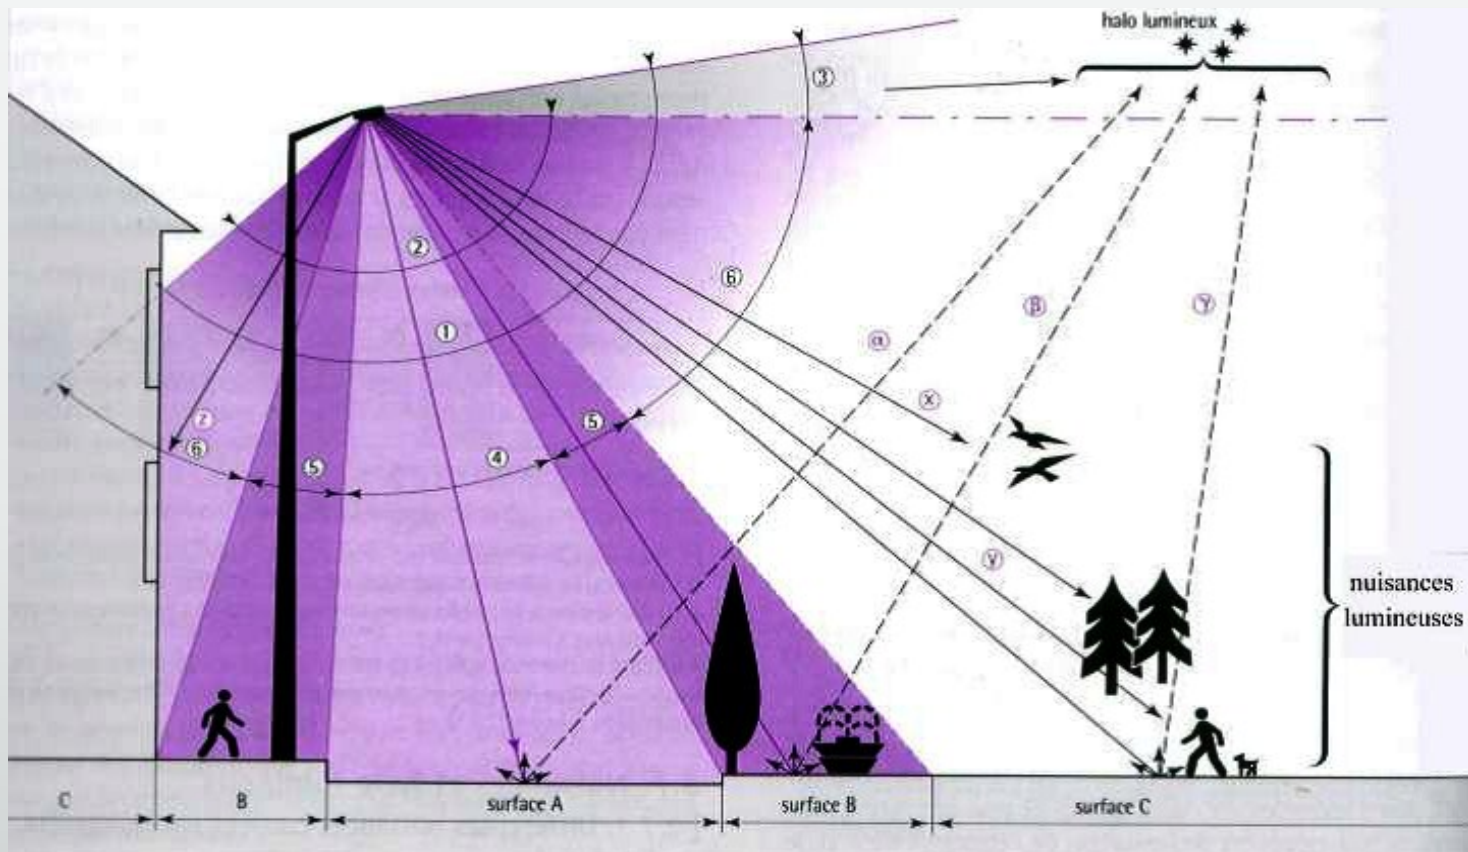 halo lumineux
③
②
⑥
①
α
β
γ
x
z
⑥
⑤
④
⑤
y
nuisances
lumineuses
C
B
surface A
surface B
surface C